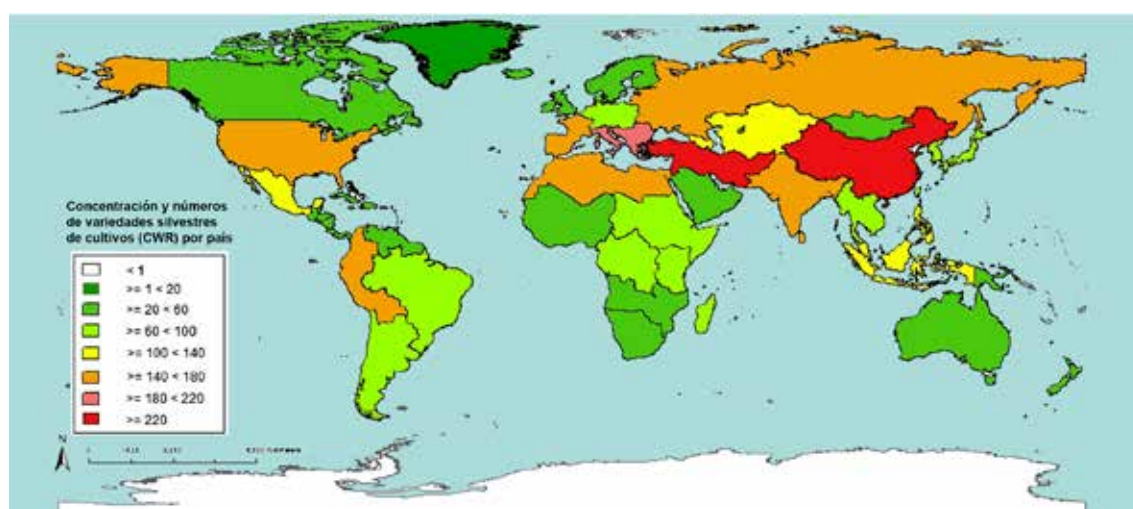 Concentración y números
de variedades silvestres
de cultivos (CWR) por país
< 1
>= 1 < 20
>= 20 < 60
>= 60 < 100
>= 100 < 140
>= 140 < 180
>= 180 < 220
>= 220
N
0